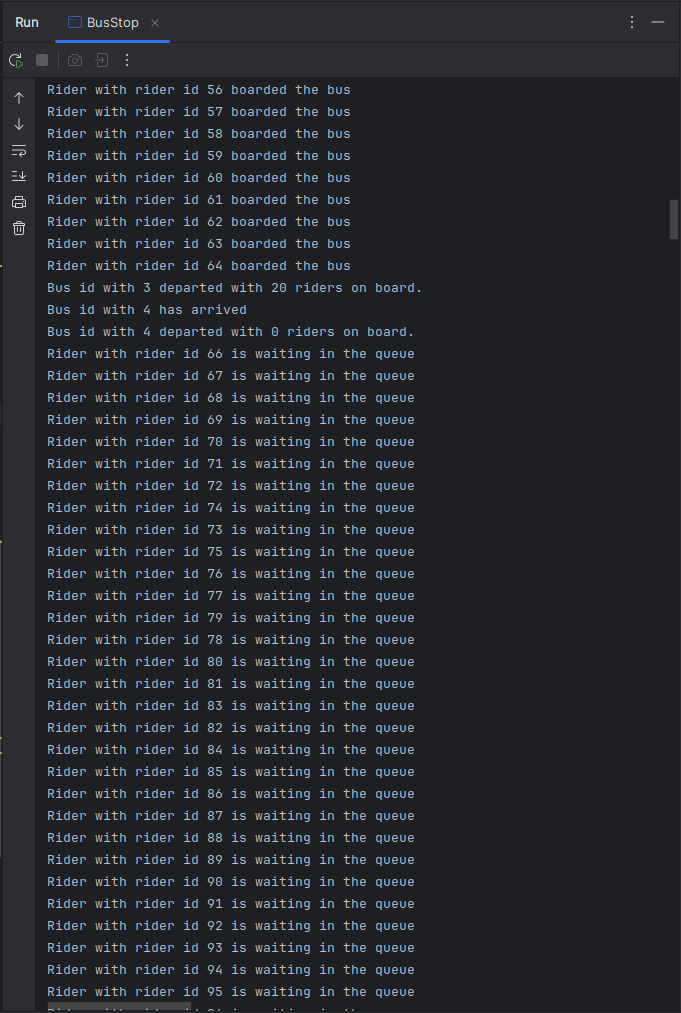 Run BusStop
Rider with rider id 56 boarded the bus
Rider with rider id 57 boarded the bus
Rider with rider id 58 boarded the bus
Rider with rider id 59 boarded the bus
Rider with rider id 60 boarded the bus
Rider with rider id 61 boarded the bus
Rider with rider id 62 boarded the bus
Rider with rider id 63 boarded the bus
Rider with rider id 64 boarded the bus
Bus id with 3 departed with 20 riders on board.
Bus id with 4 has arrived
Bus id with 4 departed with 0 riders on board.
Rider with rider id 66 is waiting in the queue
Rider with rider id 67 is waiting in the queue
Rider with rider id 68 is waiting in the queue
Rider with rider id 69 is waiting in the queue
Rider with rider id 70 is waiting in the queue
Rider with rider id 71 is waiting in the queue
Rider with rider id 72 is waiting in the queue
Rider with rider id 74 is waiting in the queue
Rider with rider id 73 is waiting in the queue
Rider with rider id 75 is waiting in the queue
Rider with rider id 76 is waiting in the queue
Rider with rider id 77 is waiting in the queue
Rider with rider id 79 is waiting in the queue
Rider with rider id 78 is waiting in the queue
Rider with rider id 80 is waiting in the queue
Rider with rider id 81 is waiting in the queue
Rider with rider id 83 is waiting in the queue
Rider with rider id 82 is waiting in the queue
Rider with rider id 84 is waiting in the queue
Rider with rider id 85 is waiting in the queue
Rider with rider id 86 is waiting in the queue
Rider with rider id 87 is waiting in the queue
Rider with rider id 88 is waiting in the queue
Rider with rider id 89 is waiting in the queue
Rider with rider id 90 is waiting in the queue
Rider with rider id 91 is waiting in the queue
Rider with rider id 92 is waiting in the queue
Rider with rider id 93 is waiting in the queue
Rider with rider id 94 is waiting in the queue
Rider with rider id 95 is waiting in the queue